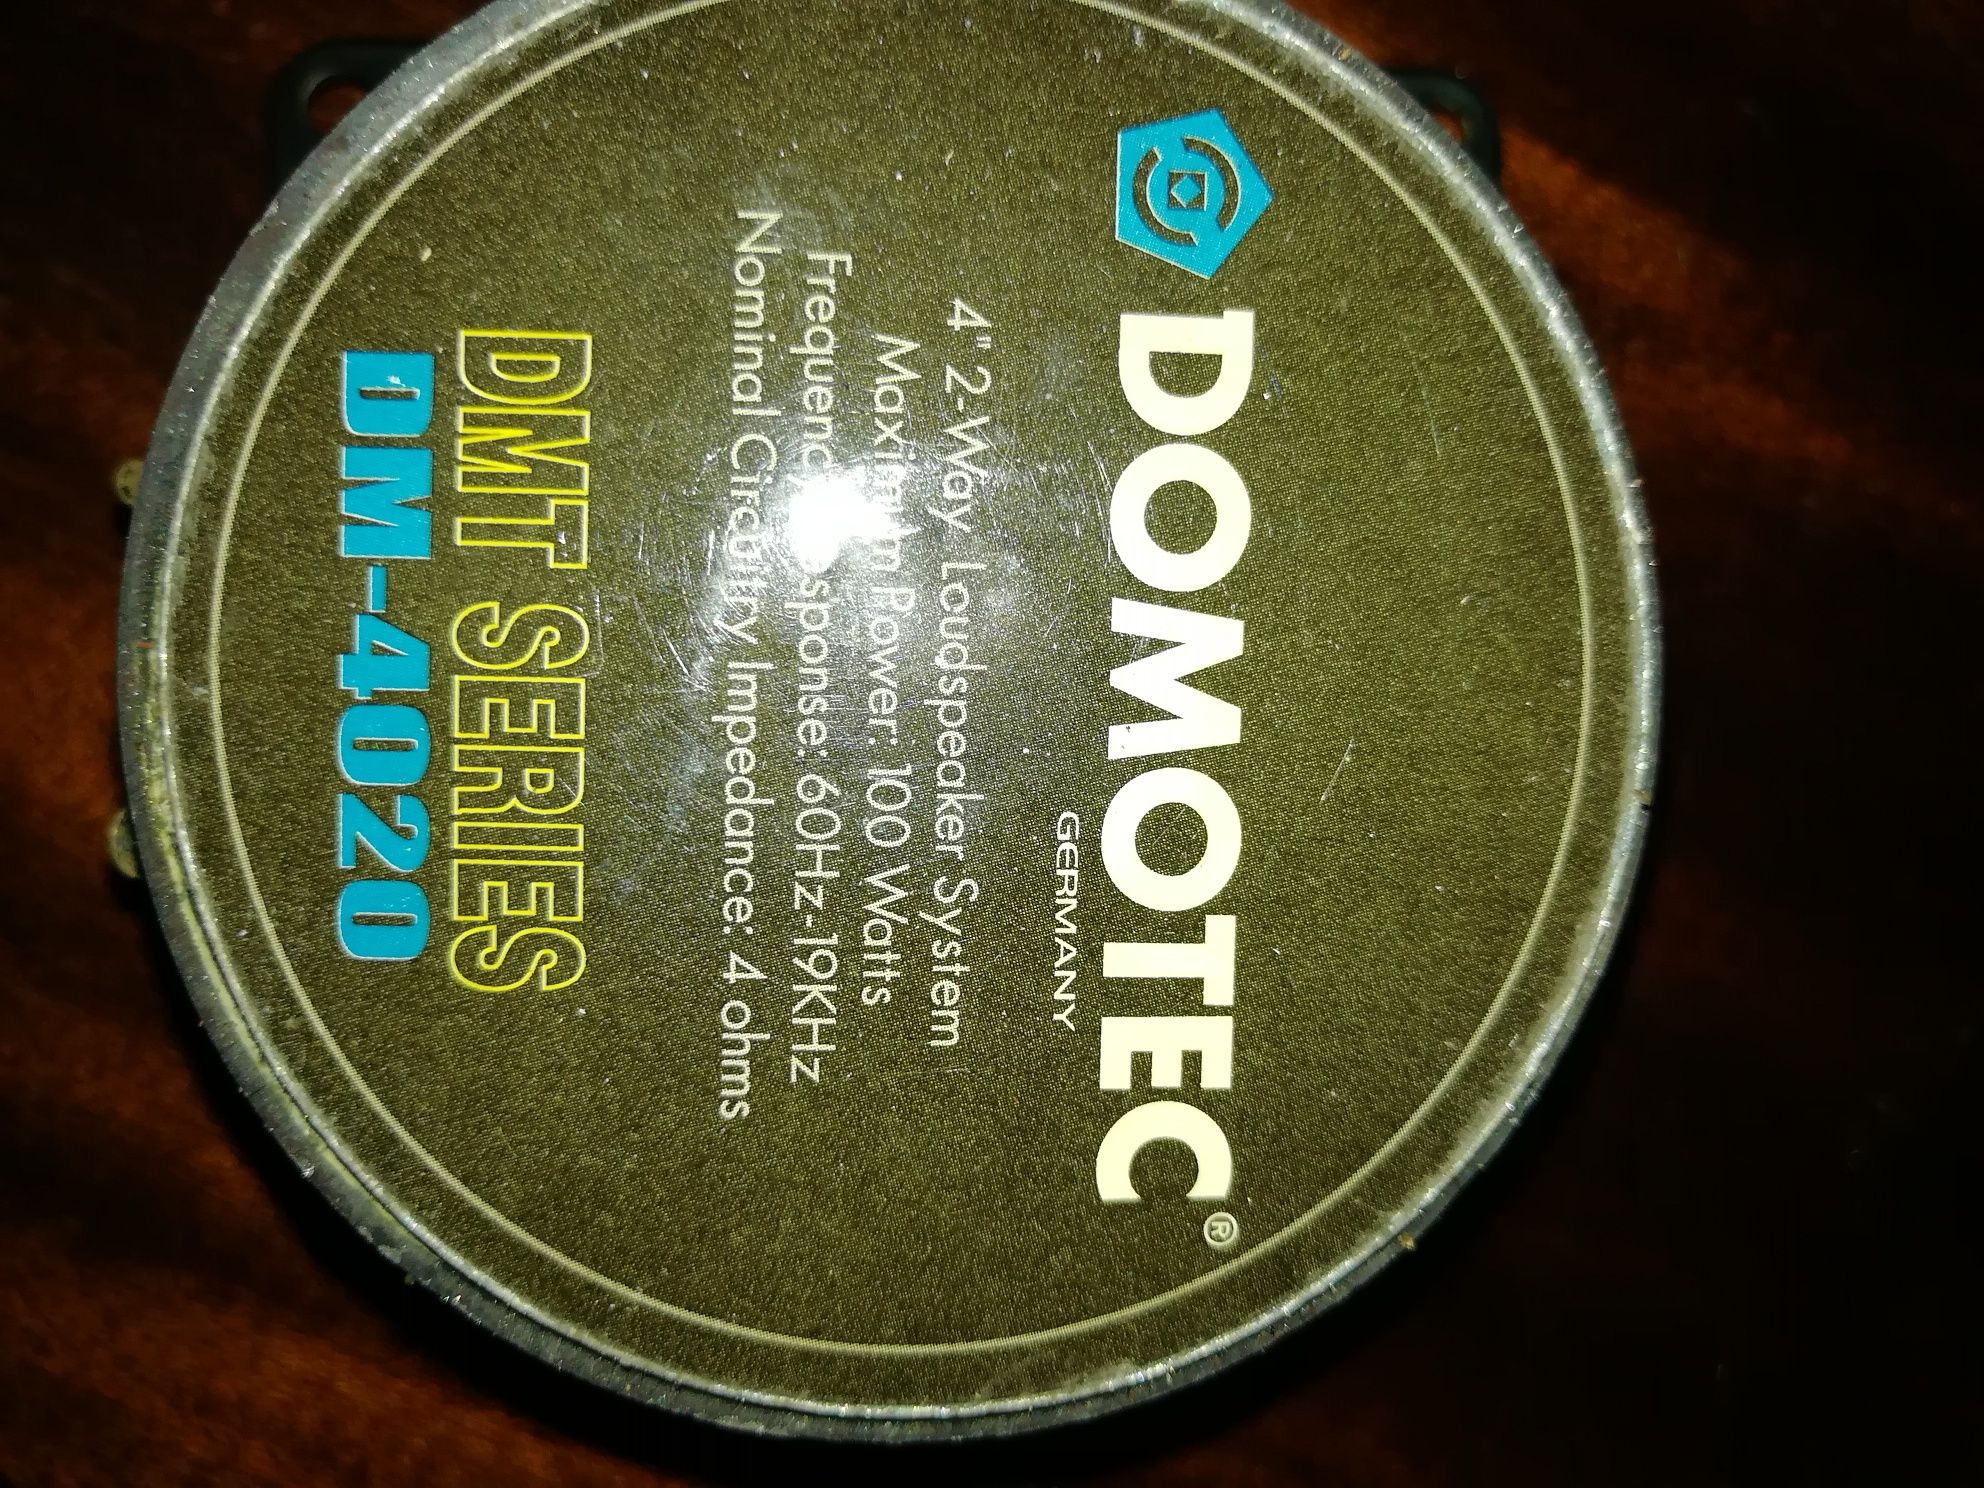 DOMOTEC®
GERMANY
4" 2-Way Loudspeaker System
Maximum Power: 100 Watts
Frequency Response: 60Hz-19KHz
Nominal Circuitry Impedance: 4 ohms
DMT SERIES
DM-4020